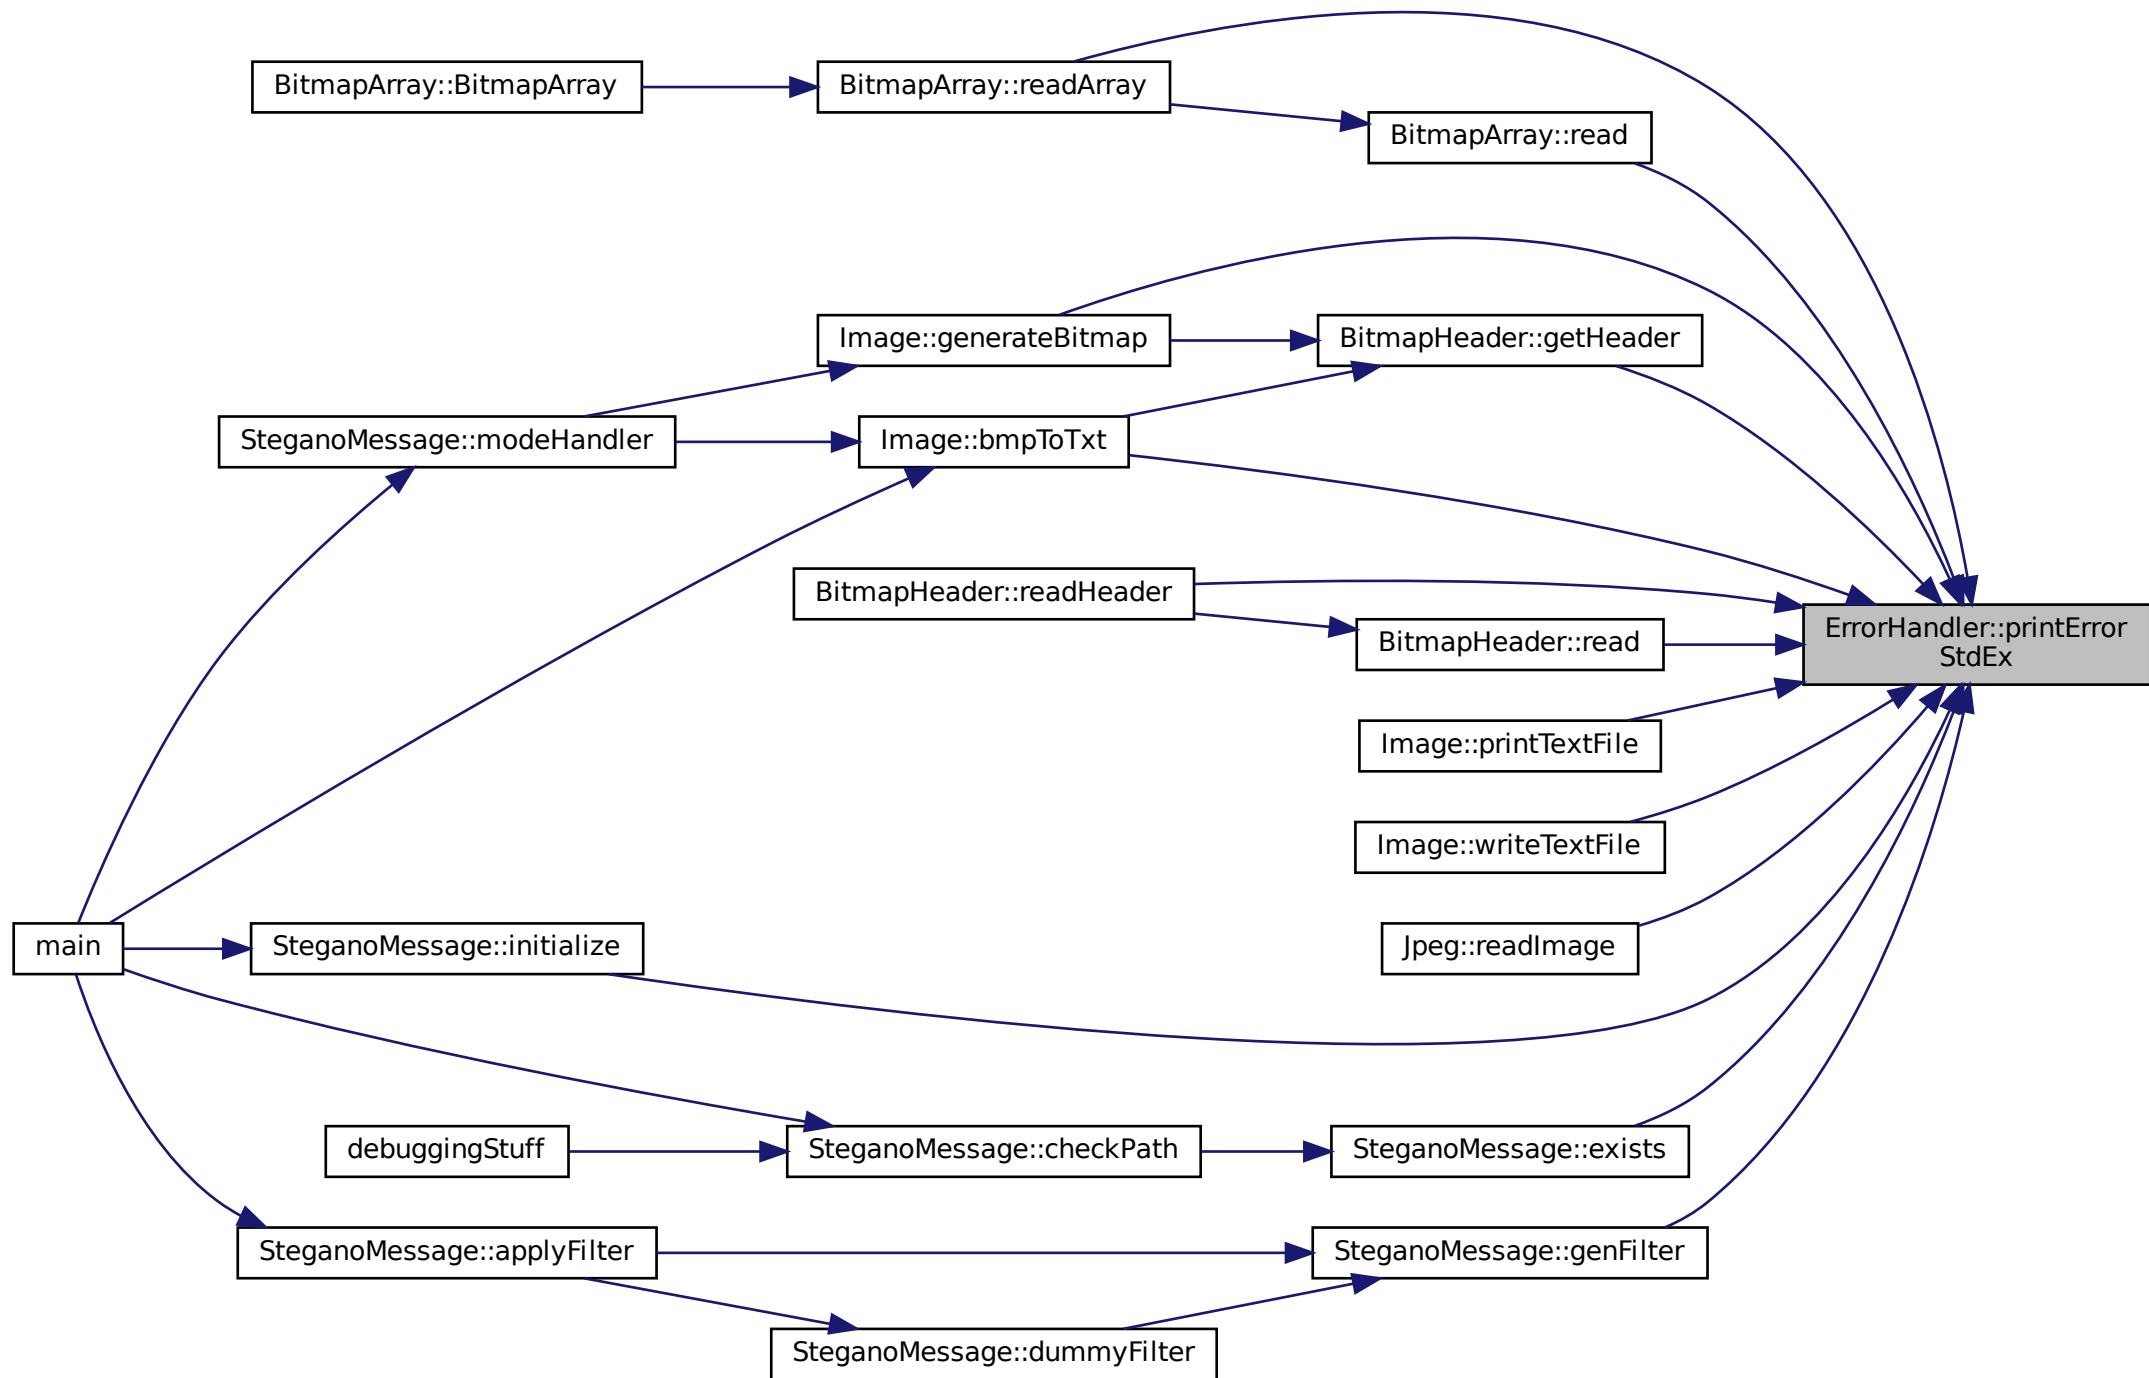 BitmapArray::BitmapArray
BitmapArray::readArray
BitmapArray::read
Image::generateBitmap
BitmapHeader::getHeader
SteganoMessage::modeHandler
Image::bmpToTxt
BitmapHeader::readHeader
BitmapHeader::read
ErrorHandler::printError
StdEx
Image::printTextFile
Image::writeTextFile
main
SteganoMessage::initialize
Jpeg::readImage
debuggingStuff
SteganoMessage::checkPath
SteganoMessage::exists
SteganoMessage::applyFilter
SteganoMessage::genFilter
SteganoMessage::dummyFilter